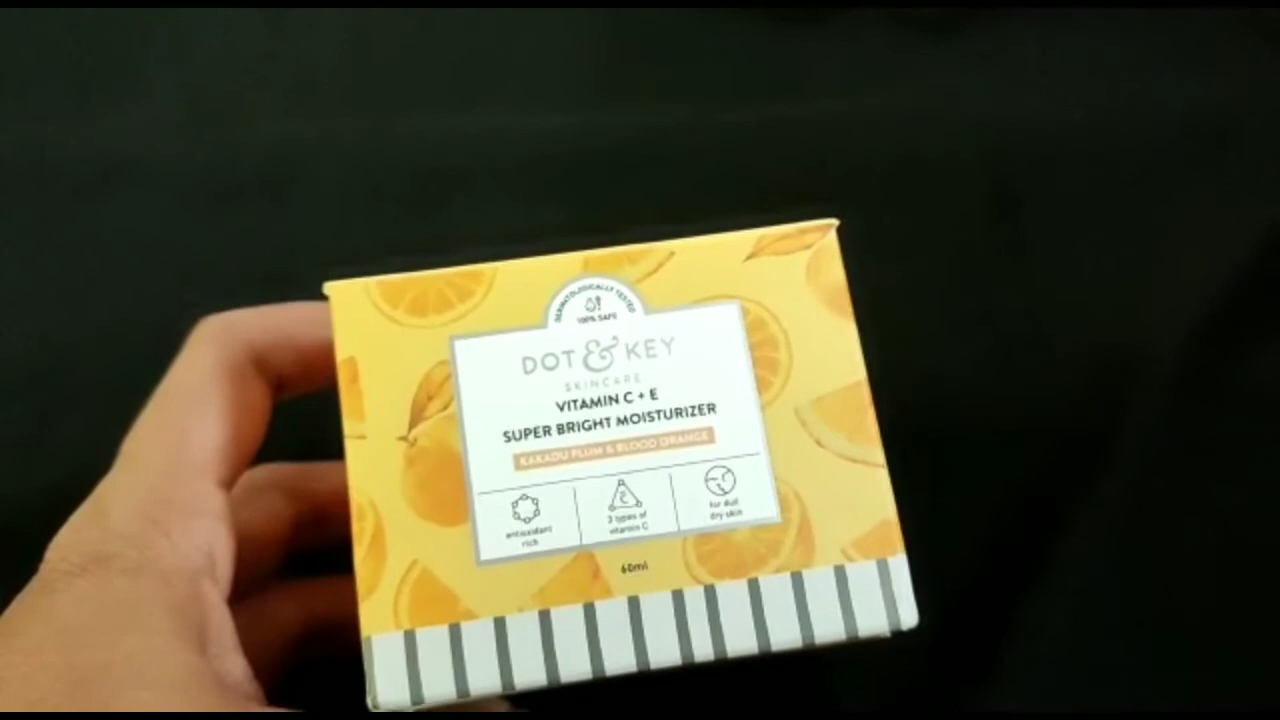 DERMATOLOGICALLY TESTED
100% SAFE
DOT & KEY
SKINCARE
VITAMIN C + E
SUPER BRIGHT MOISTURIZER
KAKADU PLUM & BLOOD ORANGE
antioxidant
rich
3 types of
vitamin C
for dull
dry skin
60ml